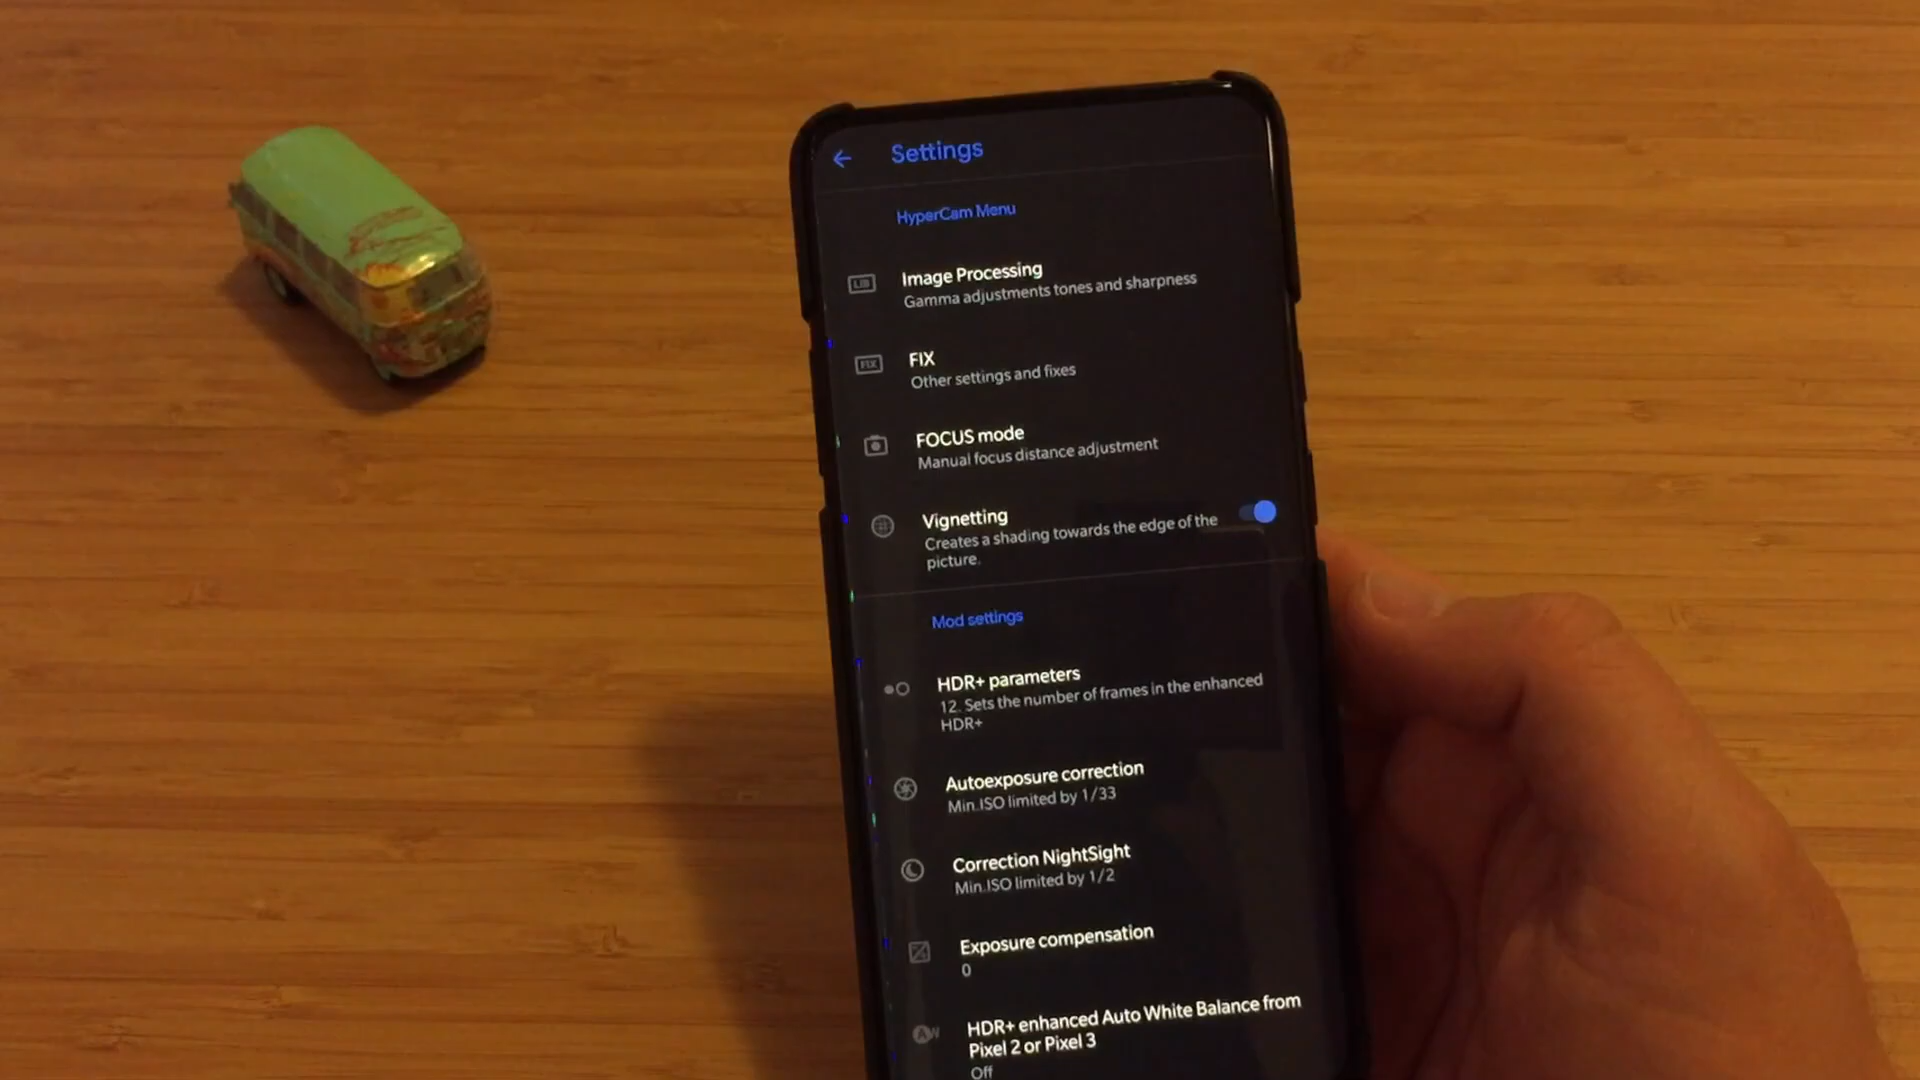 Settings
HyperCam Menu
LIB
Image Processing
Gamma adjustments tones and sharpness
FIX
FIX
Other settings and fixes
FOCUS mode
Manual focus distance adjustment
Vignetting
Creates a shading towards the edge of the
picture.
Mod settings
HDR+ parameters
12. Sets the number of frames in the enhanced
HDR+
Autoexposure correction
Min.ISO limited by 1/33
Correction NightSight
Min.ISO limited by 1/2
Exposure compensation
0
AW
HDR+ enhanced Auto White Balance from
Pixel 2 or Pixel 3
Off